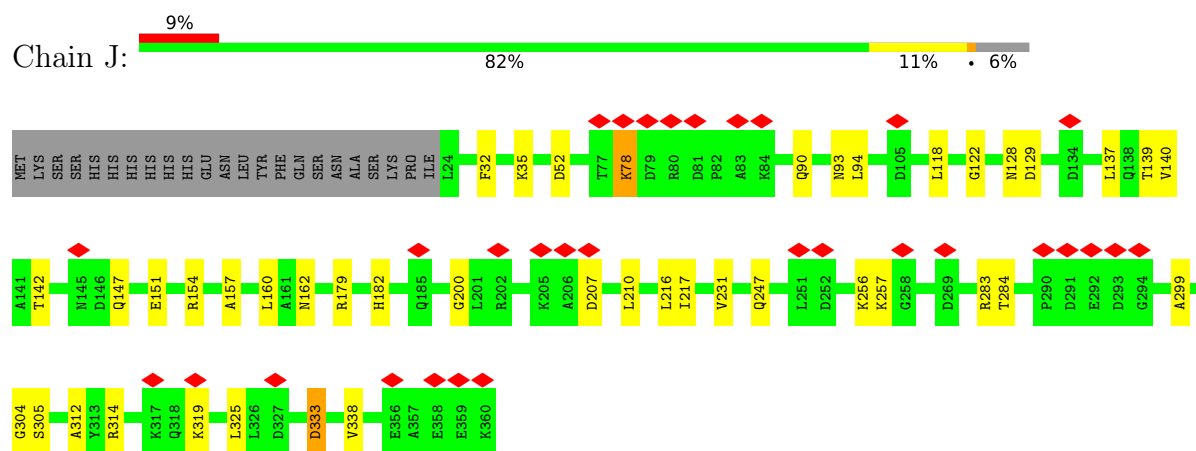 9%
Chain J:
82% 11% • 6%
MET LYS SER SER HIS HIS HIS HIS HIS HIS GLU ASN LEU TYR PHE GLN SER ASN ALA SER LYS PRO ILE L24 F32 K35 D52 T77 K78 D79 R80 D81 P82 A83 K84 Q90 N93 L94 D105 L118 G122 N128 D129 D134 L137 Q138 T139 V140
A141 T142 N145 D146 Q147 E151 R154 A157 L160 A161 N162 R179 H182 Q185 G200 L201 R202 K205 A206 D207 L210 L216 I217 V231 Q247 L251 D252 K256 K257 G258 D269 R283 T284 P290 D291 E292 D293 G294 A299
G304 S305 A312 Y313 R314 K317 Q318 K319 L325 L326 D327 D333 V338 E356 A357 E358 E359 K360